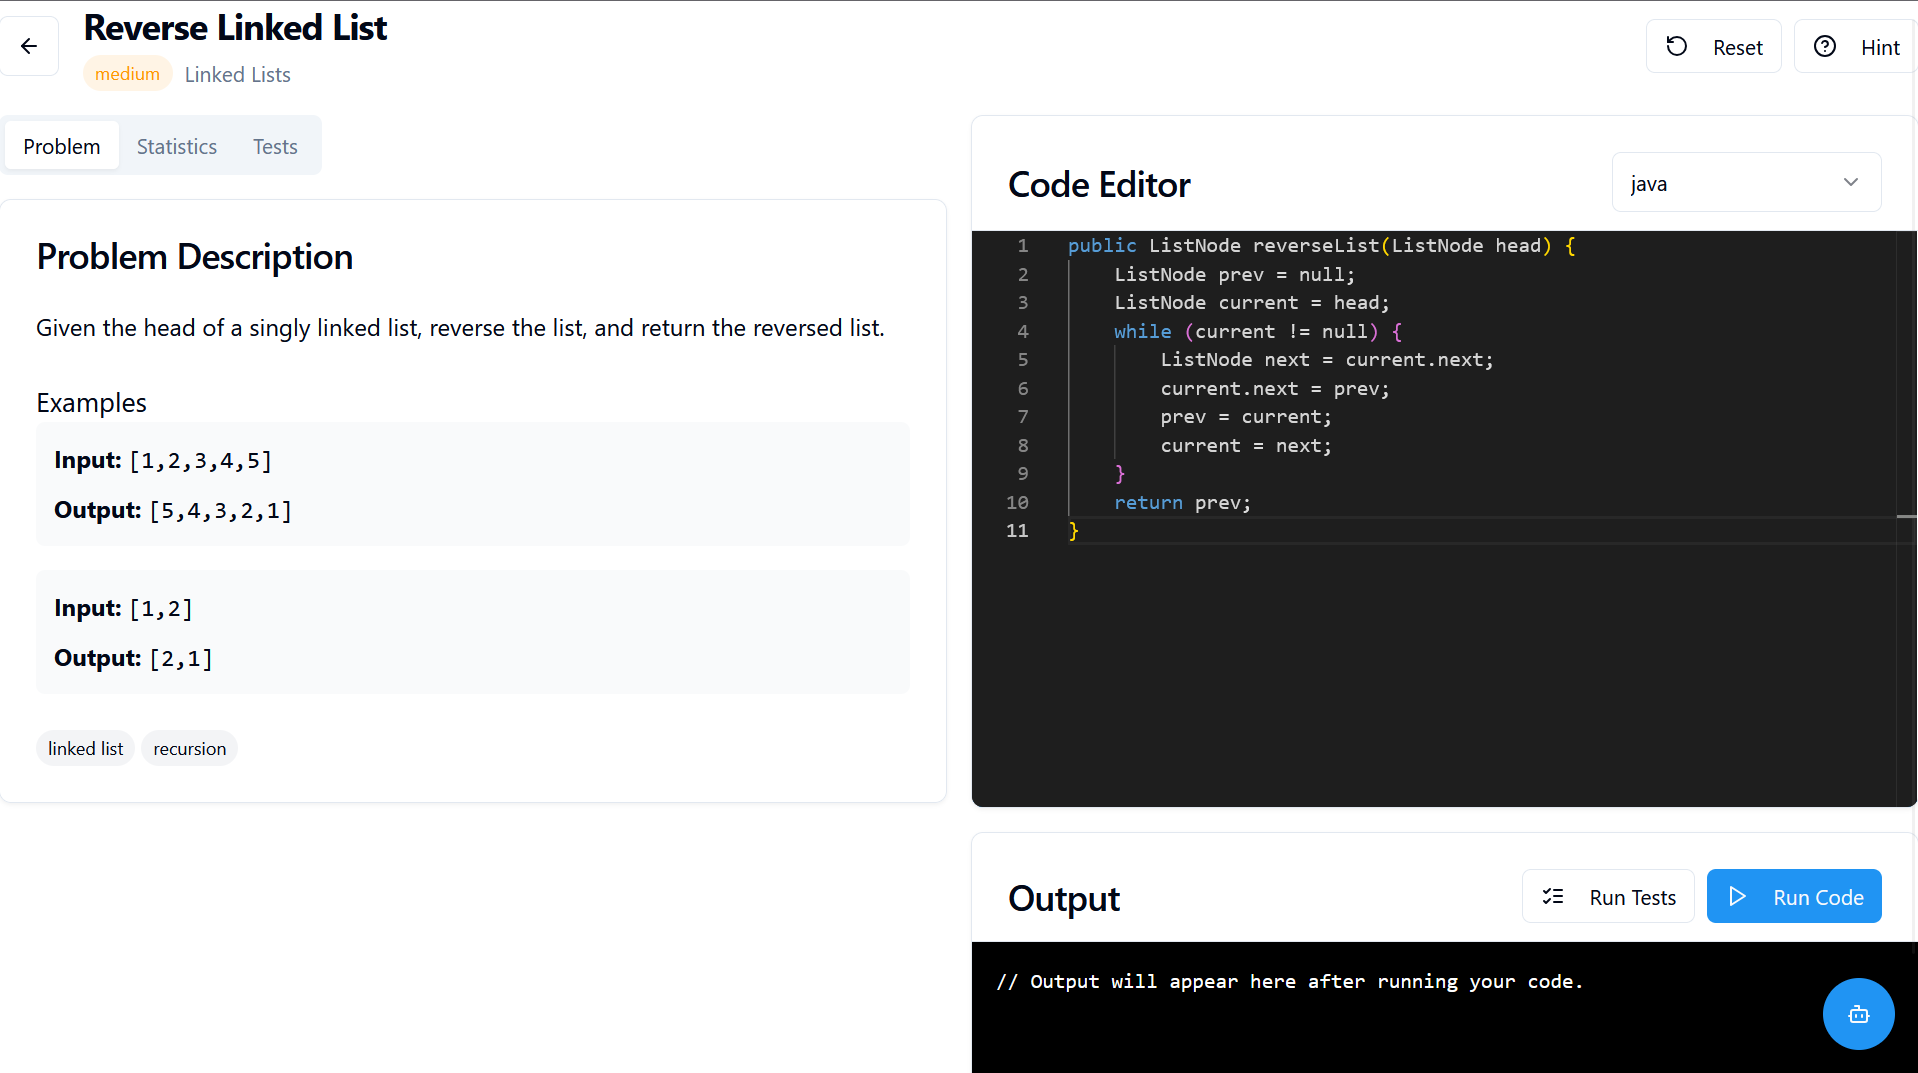 Reverse Linked List
medium Linked Lists
Reset
Hint
Problem
Statistics
Tests
Problem Description
Given the head of a singly linked list, reverse the list, and return the reversed list.
Examples
Input: [1,2,3,4,5]
Output: [5,4,3,2,1]
Input: [1,2]
Output: [2,1]
linked list
recursion
Code Editor
java
1 public ListNode reverseList(ListNode head) {
2     ListNode prev = null;
3     ListNode current = head;
4     while (current != null) {
5         ListNode next = current.next;
6         current.next = prev;
7         prev = current;
8         current = next;
9     }
10     return prev;
11 }
Output
Run Tests
Run Code
// Output will appear here after running your code.